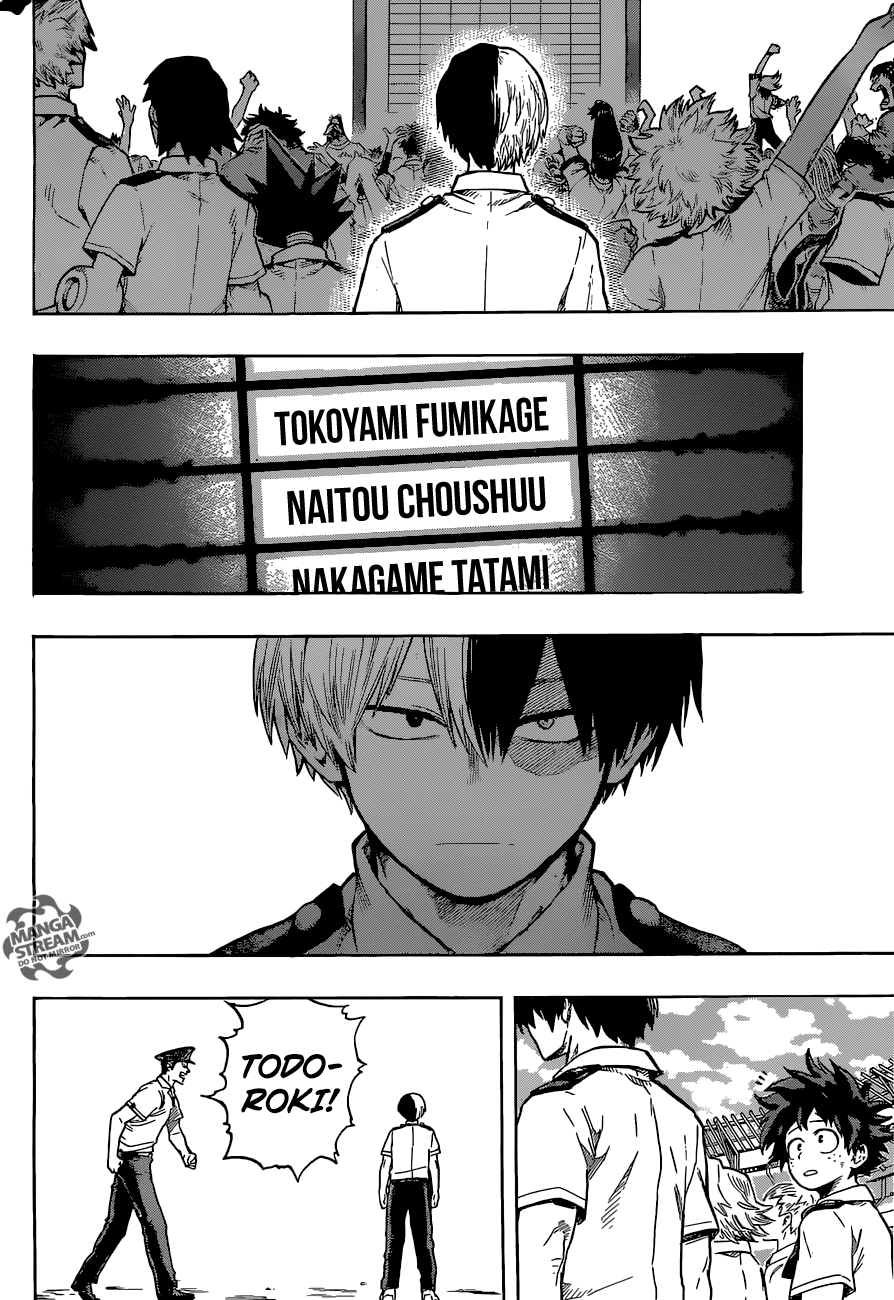 TOKOYAMI FUMIKAGE
NAITOU CHOUSHUU
NAKAGAME TATAMI
MANGA
STREAM.com
DO NOT MIRROR
TODO-
ROKI!